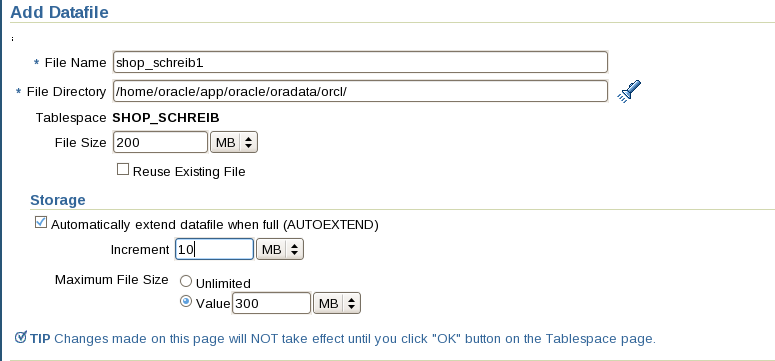 Add Datafile
* File Name shop_schreib1
* File Directory /home/oracle/app/oracle/oradata/orcl/
Tablespace SHOP_SCHREIB
File Size 200 MB
Reuse Existing File
Storage
Automatically extend datafile when full (AUTOEXTEND)
Increment 10 MB
Maximum File Size Unlimited
Value 300 MB
TIP Changes made on this page will NOT take effect until you click "OK" button on the Tablespace page.